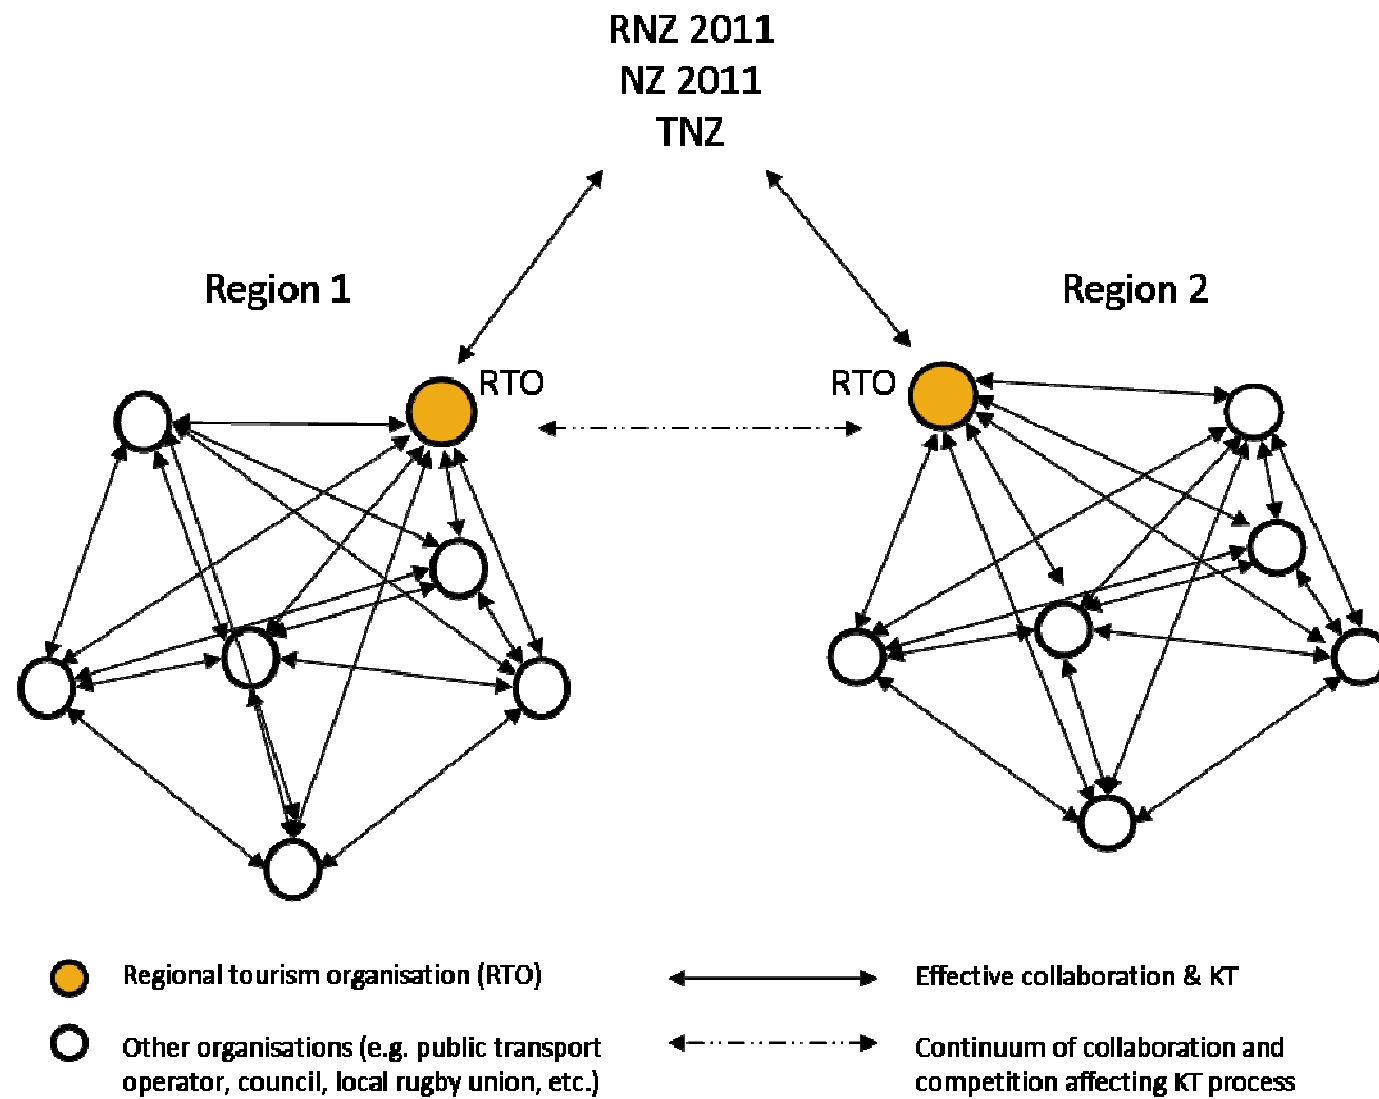 RNZ 2011
NZ 2011
TNZ
Region 1
Region 2
RTO
RTO
Regional tourism organisation (RTO)
Effective collaboration & KT
Other organisations (e.g. public transport
operator, council, local rugby union, etc.)
Continuum of collaboration and
competition affecting KT process